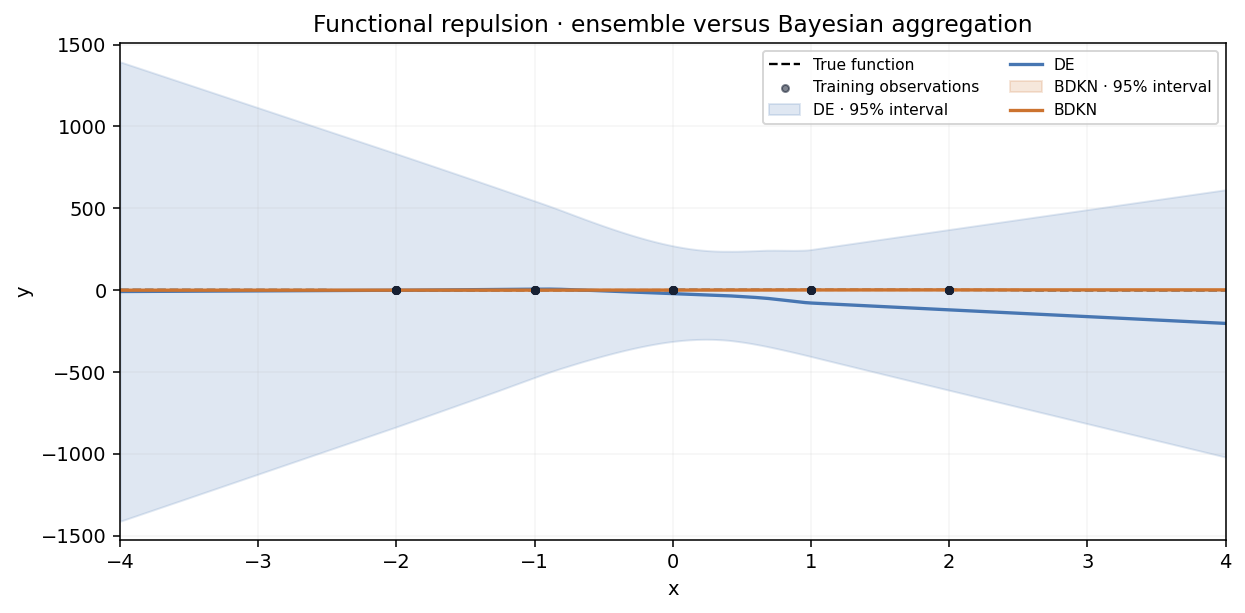 Functional repulsion · ensemble versus Bayesian aggregation
True function
Training observations
DE · 95% interval
DE
BDKN · 95% interval
BDKN
1500
1000
500
0
−500
−1000
−1500
y
−4
−3
−2
−1
0
1
2
3
4
x